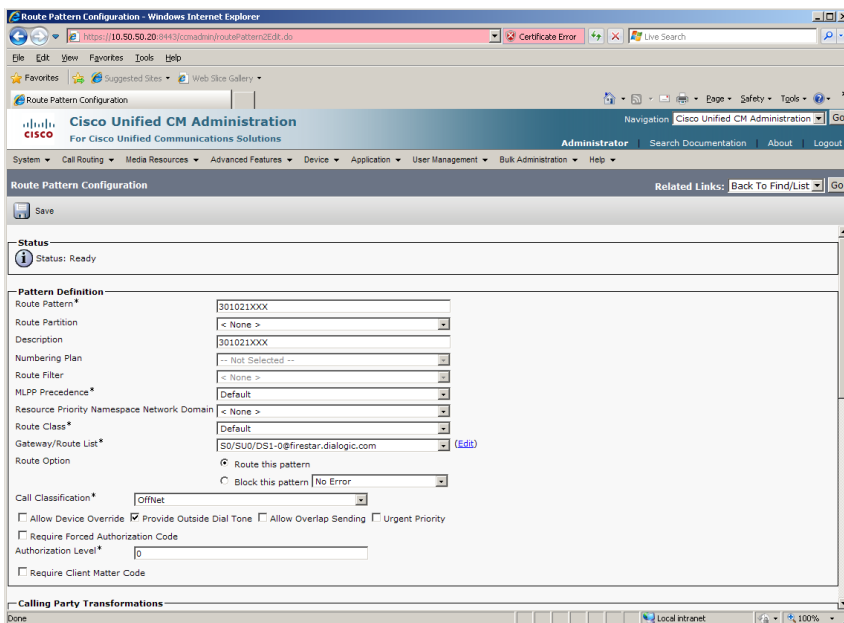 Route Pattern Configuration - Windows Internet Explorer
https://10.50.50.20:8443/ccmadmin/routePattern2Edit.do Certificate Error Live Search
File Edit View Favorites Tools Help
Favorites Suggested Sites Web Slice Gallery
Route Pattern Configuration Page Safety Tools
CISCO Cisco Unified CM Administration Navigation Cisco Unified CM Administration Go
For Cisco Unified Communications Solutions Administrator | Search Documentation | About | Logout
System Call Routing Media Resources Advanced Features Device Application User Management Bulk Administration Help
Route Pattern Configuration Related Links: Back To Find/List Go
Save
Status
i Status: Ready
Pattern Definition
Route Pattern* 301021XXX
Route Partition < None >
Description 301021XXX
Numbering Plan -- Not Selected --
Route Filter < None >
MLPP Precedence* Default
Resource Priority Namespace Network Domain < None >
Route Class* Default
Gateway/Route List* S0/SU0/DS1-0@firestar.dialogic.com (Edit)
Route Option Route this pattern
Block this pattern No Error
Call Classification* OffNet
Allow Device Override Provide Outside Dial Tone Allow Overlap Sending Urgent Priority
Require Forced Authorization Code
Authorization Level* 0
Require Client Matter Code
Calling Party Transformations
Done Local intranet 100%